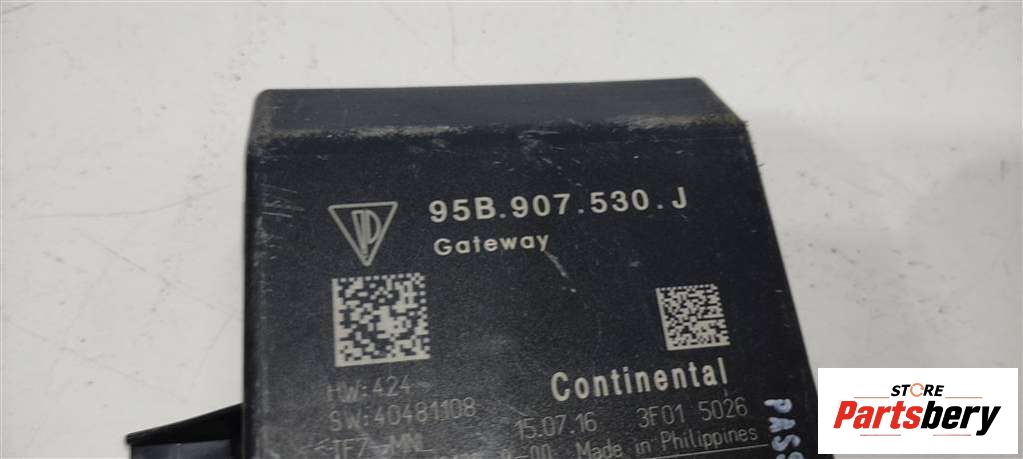 95B.907.530.J
Gateway
HW:424
SW:40481108
Continental
15.07.16 3F01 5026
Made in Philippines
PASS
STORE
Partsbery